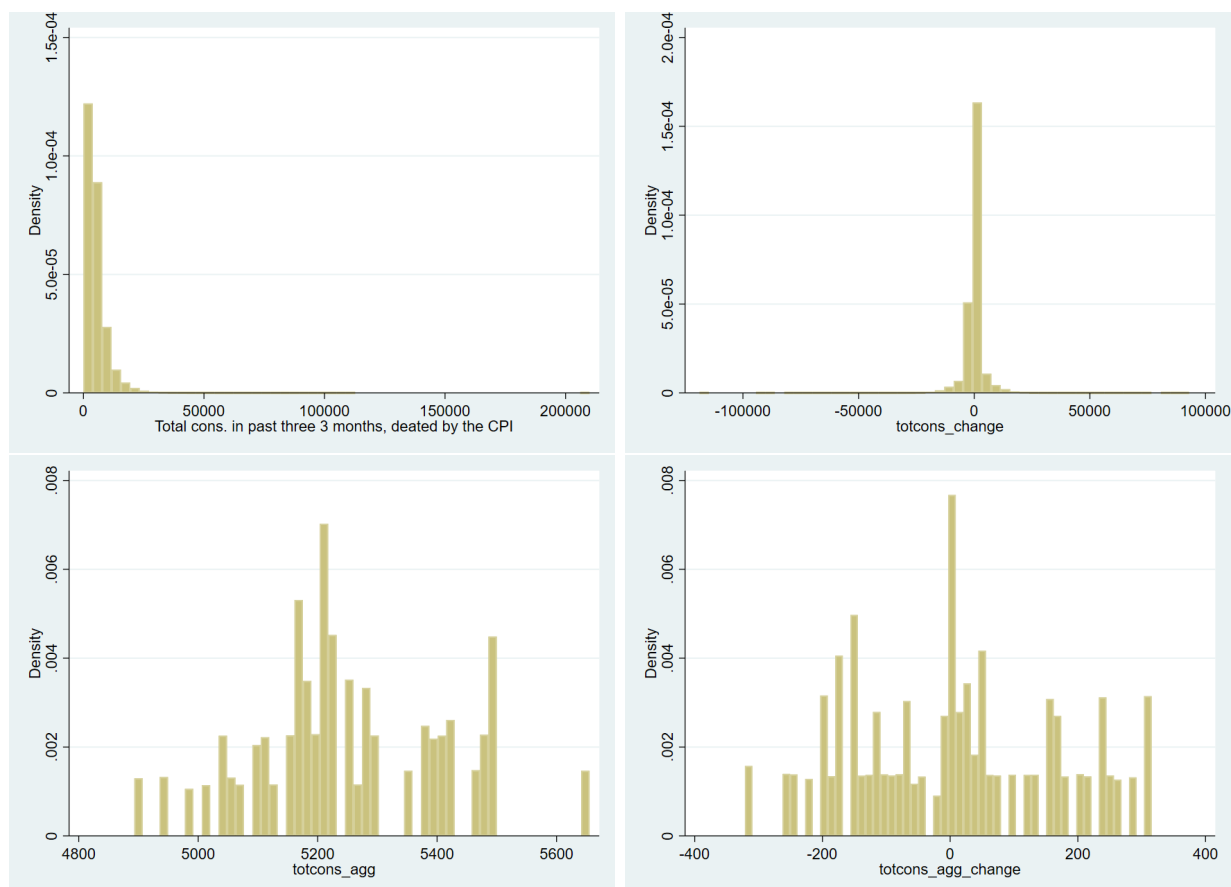 1.5e-04
1.0e-04
5.0e-05
0
Density
0 50000 100000 150000 200000
Total cons. in past three 3 months, deated by the CPI
2.0e-04
1.5e-04
1.0e-04
5.0e-05
0
Density
-100000 -50000 0 50000 100000
totcons_change
.008
.006
.004
.002
0
Density
4800 5000 5200 5400 5600
totcons_agg
.008
.006
.004
.002
0
Density
-400 -200 0 200 400
totcons_agg_change